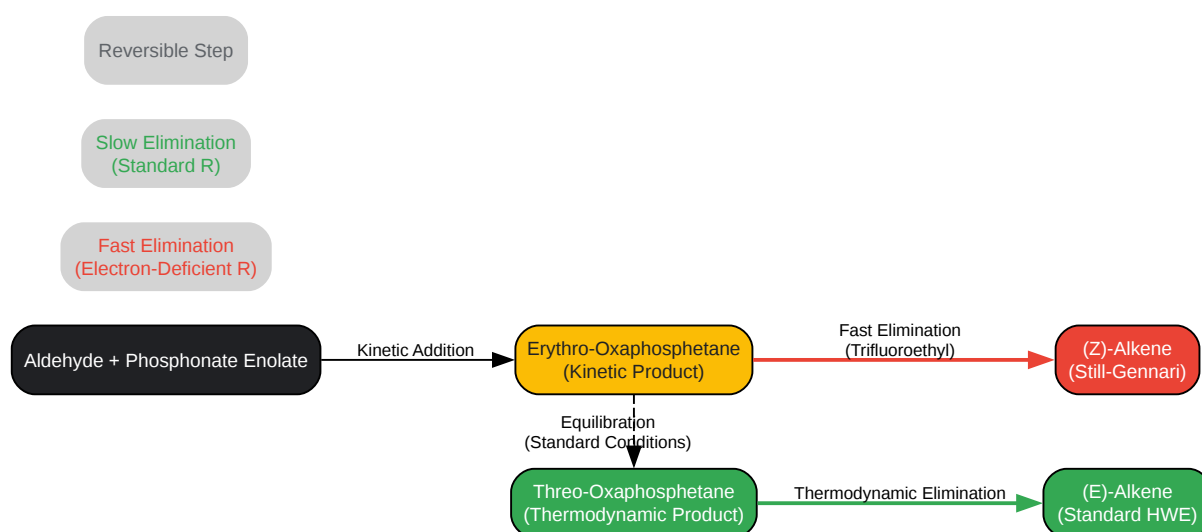 Reversible Step
Slow Elimination
(Standard R)
Fast Elimination
(Electron-Deficient R)
Aldehyde + Phosphonate Enolate
Kinetic Addition
Erythro-Oxaphosphetane
(Kinetic Product)
Fast Elimination
(Trifluoroethyl)
(Z)-Alkene
(Still-Gennari)
Equilibration
(Standard Conditions)
Threo-Oxaphosphetane
(Thermodynamic Product)
Thermodynamic Elimination
(E)-Alkene
(Standard HWE)